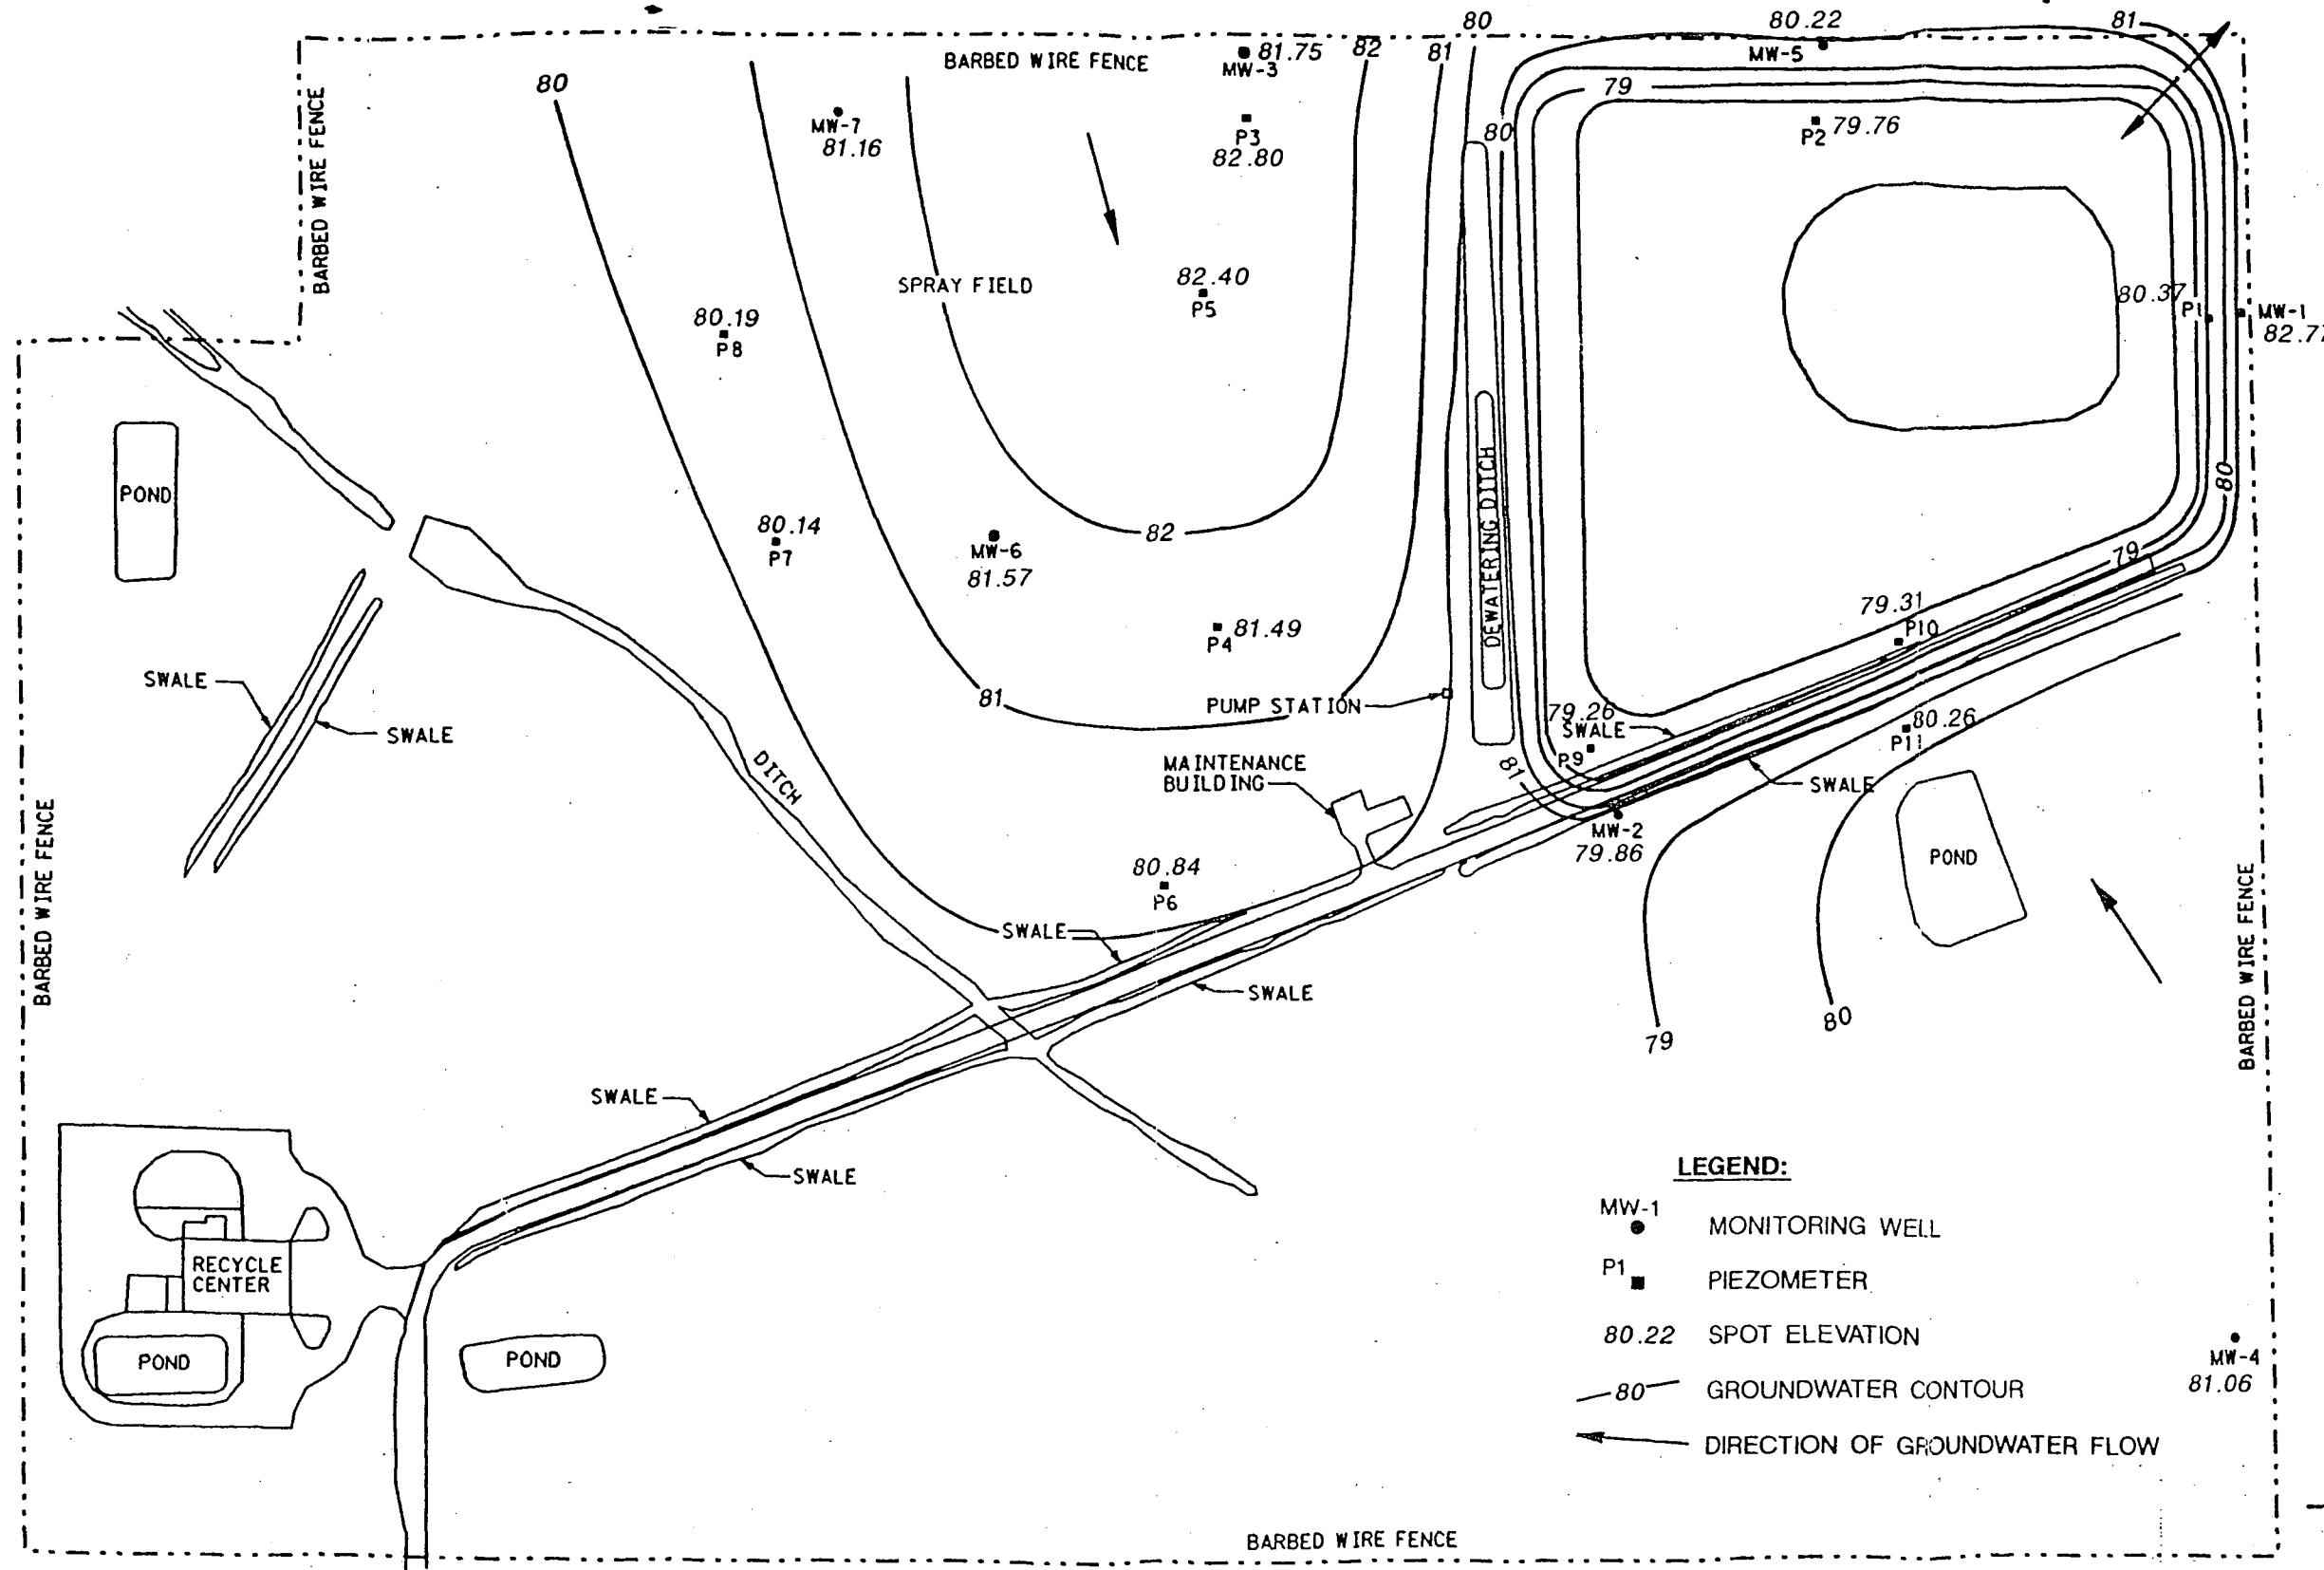 80
80.22
81
BARBED WIRE FENCE
MW-3
81.75
82
81
MW-5
80
79
BARBED WIRE FENCE
MW-7
81.16
P3
82.80
80
P2
79.76
SPRAY FIELD
82.40
P5
80.19
P8
80.37
P1
MW-1
82.77
POND
80.14
P7
MW-6
81.57
82
DEWATERING DITCH
80
79
79.31
P10
P4
81.49
SWALE
SWALE
81
PUMP STATION
79.26
SWALE
P9
80.26
P11
DITCH
MAINTENANCE
BUILDING
81
SWALE
MW-2
79.86
POND
BARBED WIRE FENCE
80.84
P6
SWALE
BARBED WIRE FENCE
SWALE
80
79
SWALE
SWALE
RECYCLE
CENTER
POND
POND
LEGEND:
MW-1
MONITORING WELL
P1
PIEZOMETER
80.22 SPOT ELEVATION
80 GROUNDWATER CONTOUR
DIRECTION OF GROUNDWATER FLOW
MW-4
81.06
BARBED WIRE FENCE